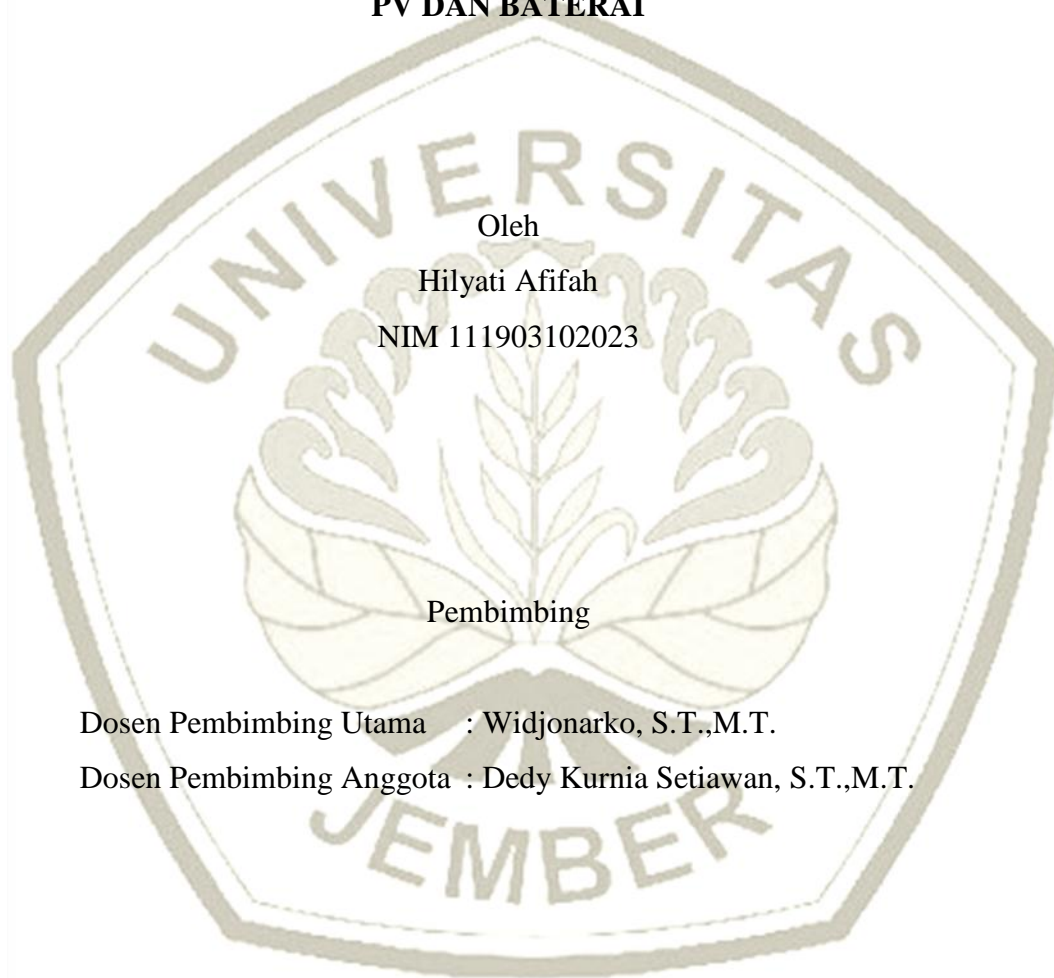 PV DAN BATERAI
UNIVERSITAS
Oleh
Hilyati Afifah
NIM 111903102023
Pembimbing
Dosen Pembimbing Utama : Widjonarko, S.T.,M.T.
Dosen Pembimbing Anggota : Dedy Kurnia Setiawan, S.T.,M.T.
JEMBER